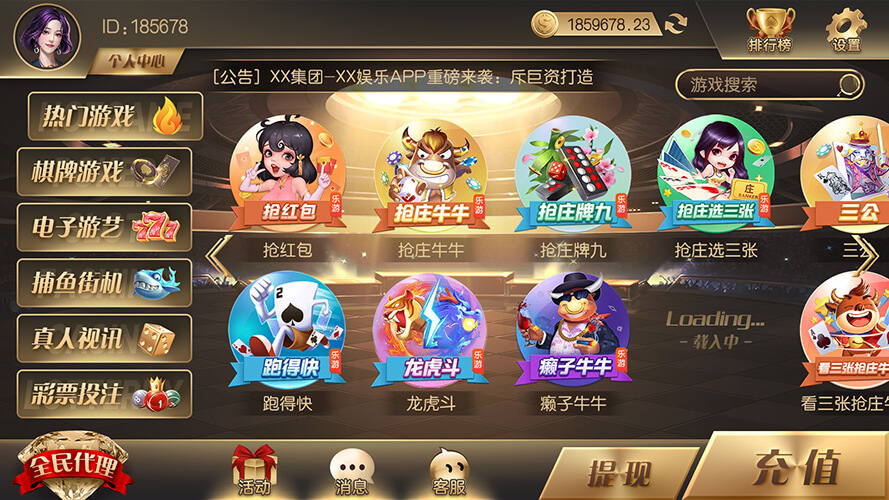 ID:185678
1859678.23
排行榜
设置
个人中心
[公告] XX集团-XX娱乐APP重磅来袭：斥巨资打造
游戏搜索
热门游戏
棋牌游戏
电子游艺
捕鱼街机
真人视讯
彩票投注
抢红包
乐游
抢庄牛牛
乐游
抢庄牌九
乐游
庄
BANKER
抢庄选三张
乐游
三公
抢红包
抢庄牛牛
抢庄牌九
抢庄选三张
三公
2
跑得快
乐游
龙虎斗
乐游
癞子牛牛
乐游
Loading...
- 载入中 -
看三张抢庄牛
跑得快
龙虎斗
癞子牛牛
看三张抢庄牛
全民代理
活动
消息
客服
提现
充值